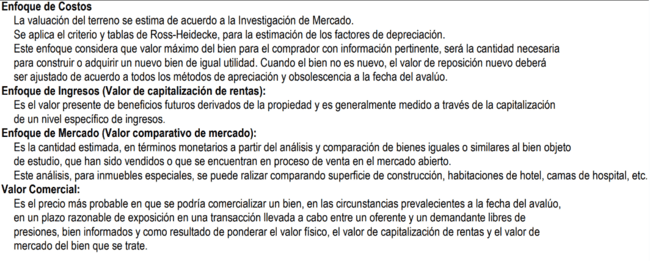 Enfoque de Costos
La valuación del terreno se estima de acuerdo a la Investigación de Mercado.
Se aplica el criterio y tablas de Ross-Heidecke, para la estimación de los factores de depreciación.
Este enfoque considera que valor máximo del bien para el comprador con información pertinente, será la cantidad necesaria
para construir o adquirir un nuevo bien de igual utilidad. Cuando el bien no es nuevo, el valor de reposición nuevo deberá
ser ajustado de acuerdo a todos los métodos de apreciación y obsolescencia a la fecha del avalúo.
Enfoque de Ingresos (Valor de capitalización de rentas):
Es el valor presente de beneficios futuros derivados de la propiedad y es generalmente medido a través de la capitalización
de un nivel específico de ingresos.
Enfoque de Mercado (Valor comparativo de mercado):
Es la cantidad estimada, en términos monetarios a partir del análisis y comparación de bienes iguales o similares al bien objeto
de estudio, que han sido vendidos o que se encuentran en proceso de venta en el mercado abierto.
Este análisis, para inmuebles especiales, se puede ralizar comparando superficie de construcción, habitaciones de hotel, camas de hospital, etc.
Valor Comercial:
Es el precio más probable en que se podría comercializar un bien, en las circunstancias prevalecientes a la fecha del avalúo,
en un plazo razonable de exposición en una transacción llevada a cabo entre un oferente y un demandante libres de
presiones, bien informados y como resultado de ponderar el valor físico, el valor de capitalización de rentas y el valor de
mercado del bien que se trate.